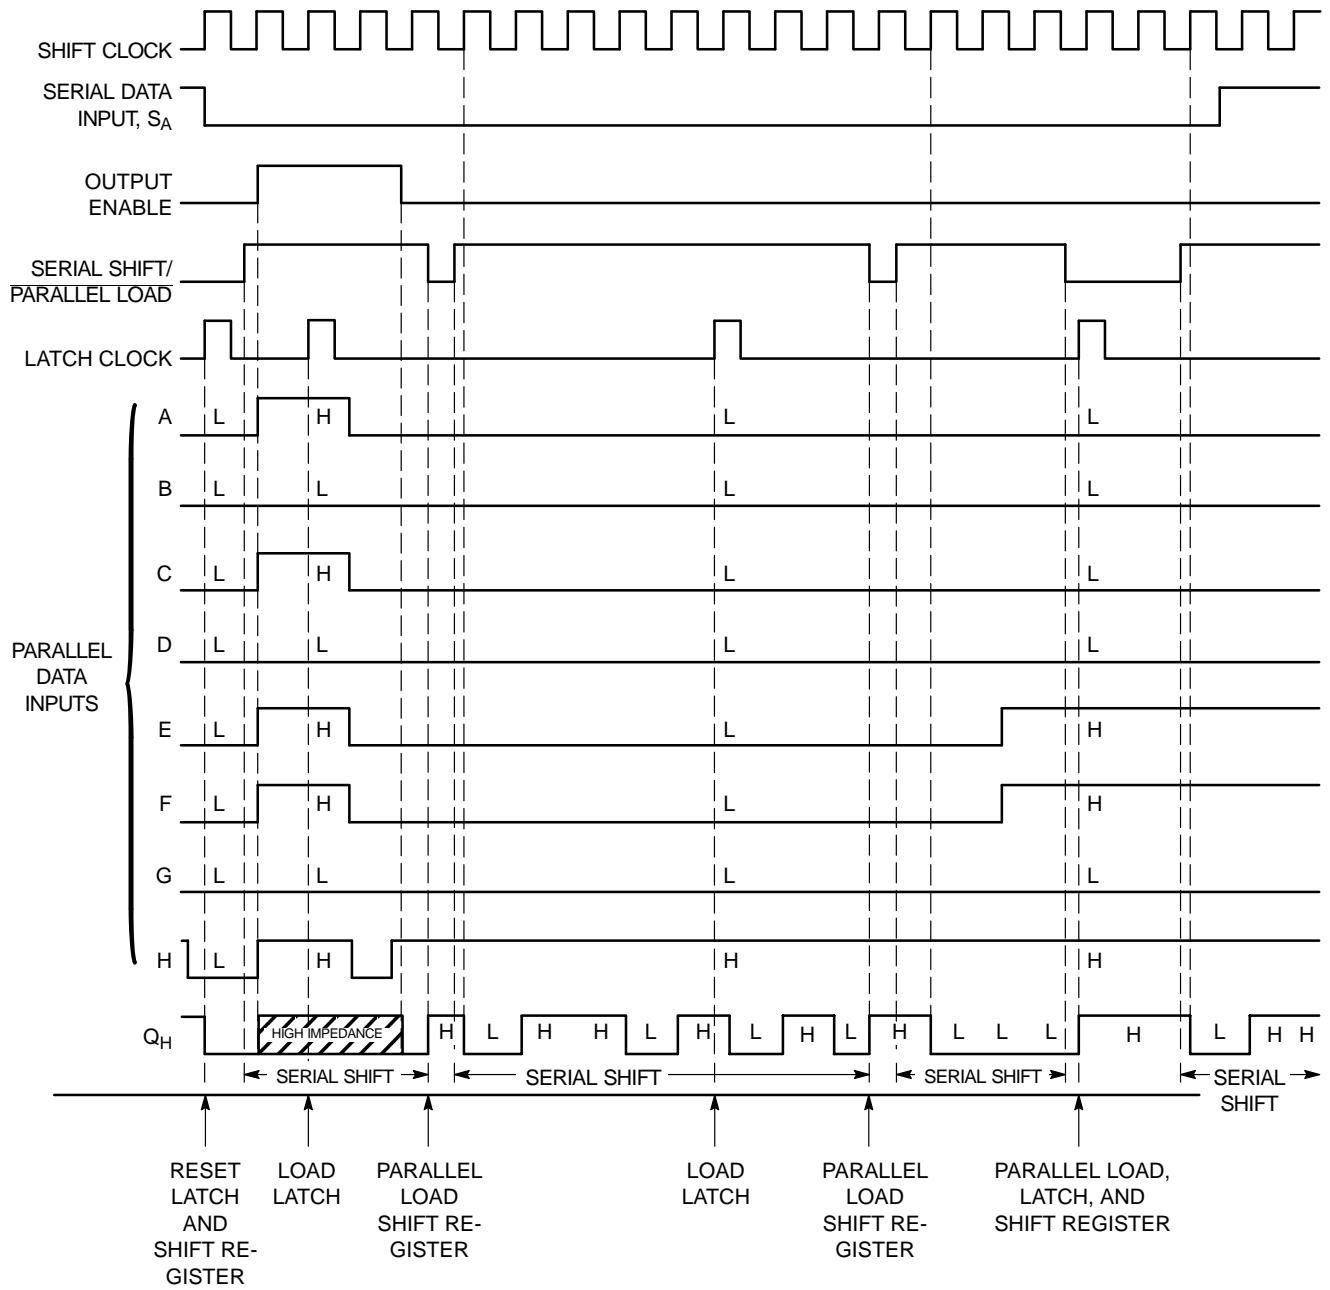 SHIFT CLOCK
SERIAL DATA
INPUT, SA
OUTPUT
ENABLE
SERIAL SHIFT/
PARALLEL LOAD
LATCH CLOCK
PARALLEL
DATA
INPUTS
A L H L L
B L L L L
C L H L L
D L L L L
E L H L H
F L H L H
G L L L L
H L H H H
QH HIGH IMPEDANCE H L H H L H L H L H L L L H L H H
SERIAL SHIFT SERIAL SHIFT SERIAL SHIFT SERIAL
SHIFT
RESET
LATCH
AND
SHIFT RE-
GISTER
LOAD
LATCH
PARALLEL
LOAD
SHIFT RE-
GISTER
LOAD
LATCH
PARALLEL
LOAD
SHIFT RE-
GISTER
PARALLEL LOAD,
LATCH, AND
SHIFT REGISTER